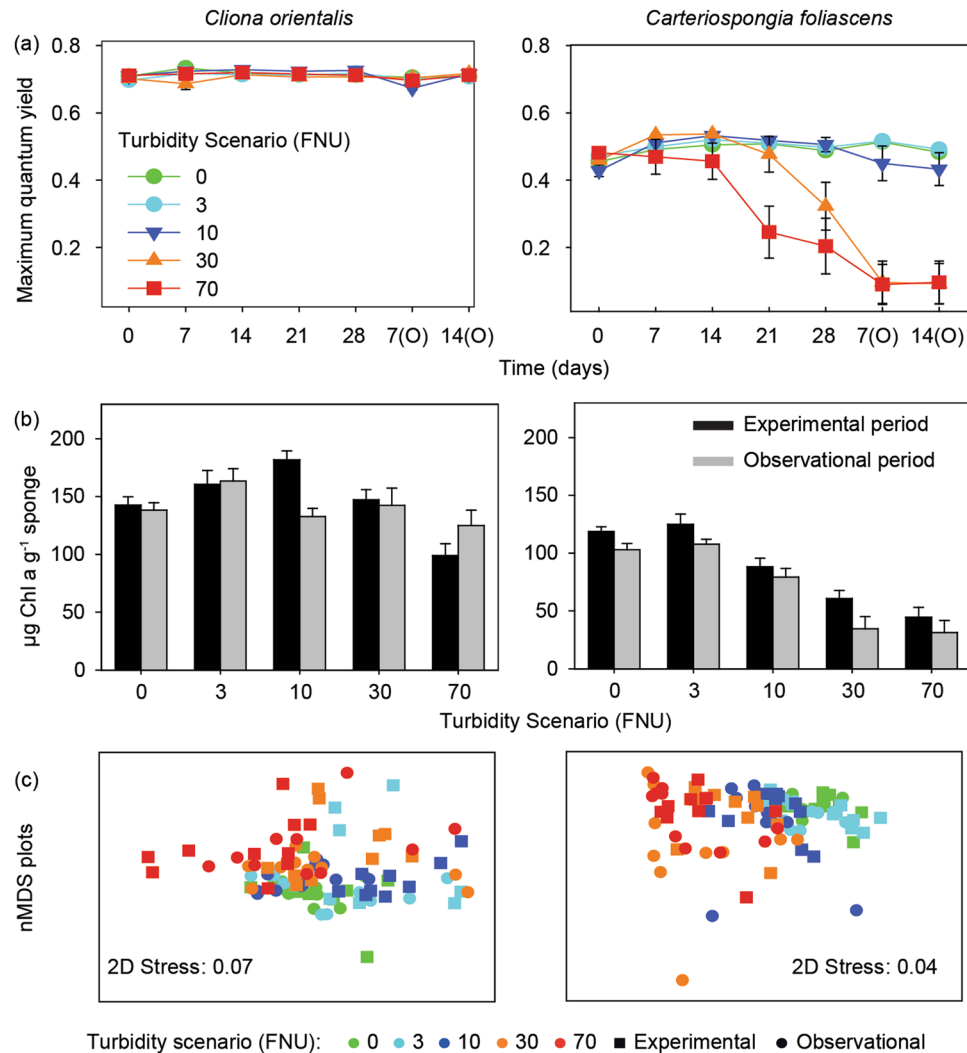 Cliona orientalis
Carteriospongia foliascens
(a)
Maximum quantum yield
0.8
0.6
0.4
0.2
Turbidity Scenario (FNU)
0
3
10
30
70
0 7 14 21 28 7(O) 14(O)
0.8
0.6
0.4
0.2
0 7 14 21 28 7(O) 14(O)
Time (days)
(b)
µg Chl a g⁻¹ sponge
200
150
100
50
0
0 3 10 30 70
200
150
100
50
0
Experimental period
Observational period
0 3 10 30 70
Turbidity Scenario (FNU)
(c)
nMDS plots
2D Stress: 0.07
2D Stress: 0.04
Turbidity scenario (FNU): 0 3 10 30 70 Experimental Observational